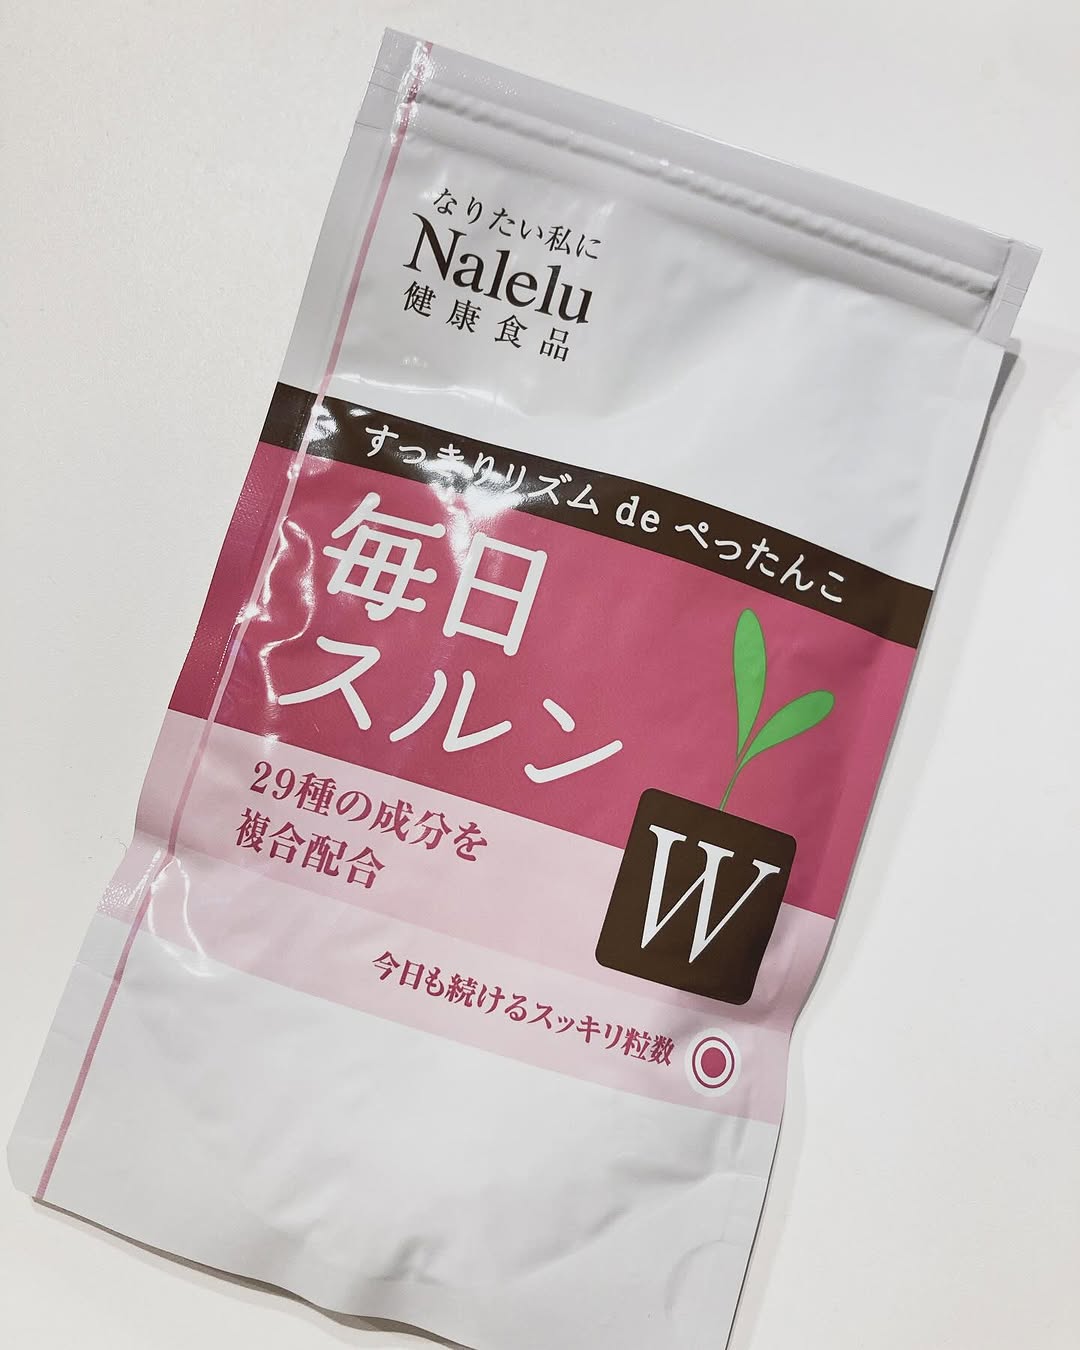 なりたい私に
Nalelu
健康食品
すっきりリズム de ぺったんこ
毎日
スルン
29種の成分を
複合配合
W
今日も続けるスッキリ粒数